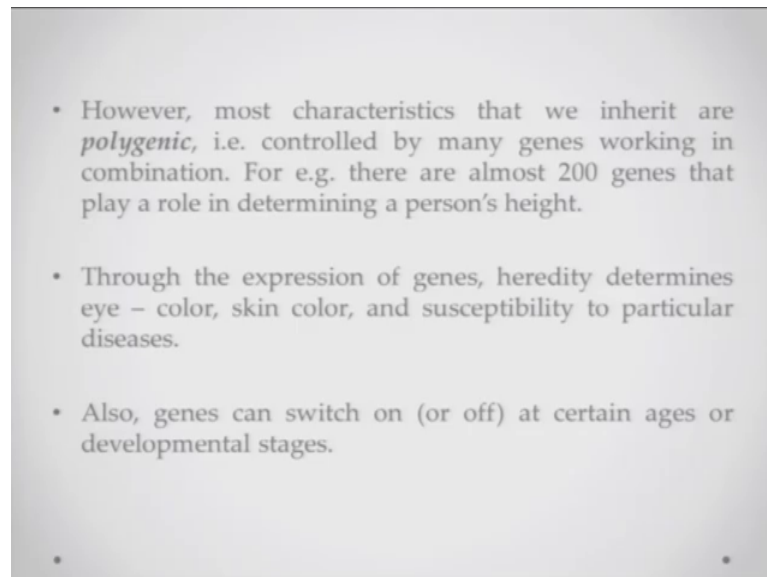 • However, most characteristics that we inherit are
polygenic, i.e. controlled by many genes working in
combination. For e.g. there are almost 200 genes that
play a role in determining a person's height.
• Through the expression of genes, heredity determines
eye – color, skin color, and susceptibility to particular
diseases.
• Also, genes can switch on (or off) at certain ages or
developmental stages.